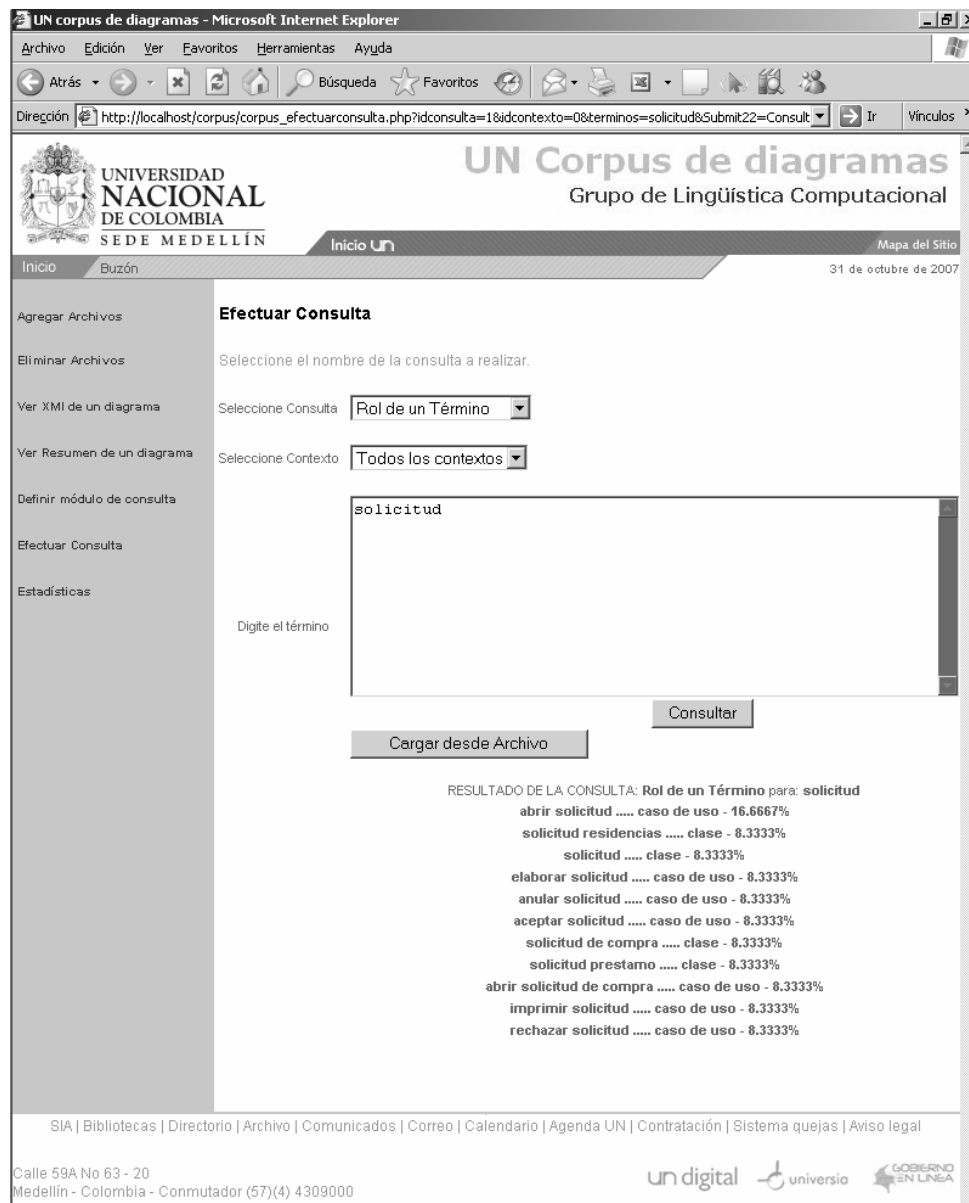 UN corpus de diagramas - Microsoft Internet Explorer
Archivo Edición Ver Favoritos Herramientas Ayuda
Atrás Búsqueda Favoritos
Dirección http://localhost/corpus/corpus_efectuarconsulta.php?idconsulta=1&idcontexto=0&terminos=solicitud&Submit22=Consult Ir Vínculos
UNIVERSIDAD
NACIONAL
DE COLOMBIA
SEDE MEDELLÍN
UN Corpus de diagramas
Grupo de Lingüística Computacional
Inicio un Mapa del Sitio
Inicio Buzón 31 de octubre de 2007
Agregar Archivos
Eliminar Archivos
Ver XMI de un diagrama
Ver Resumen de un diagrama
Definir módulo de consulta
Efectuar Consulta
Estadísticas
Efectuar Consulta
Seleccione el nombre de la consulta a realizar.
Seleccione Consulta Rol de un Término
Seleccione Contexto Todos los contextos
Digite el término
solicitud
Consultar
Cargar desde Archivo
RESULTADO DE LA CONSULTA: Rol de un Término para: solicitud
abrir solicitud ..... caso de uso - 16.6667%
solicitud residencias ..... clase - 8.3333%
solicitud ..... clase - 8.3333%
elaborar solicitud ..... caso de uso - 8.3333%
anular solicitud ..... caso de uso - 8.3333%
aceptar solicitud ..... caso de uso - 8.3333%
solicitud de compra ..... clase - 8.3333%
solicitud prestamo ..... clase - 8.3333%
abrir solicitud de compra ..... caso de uso - 8.3333%
imprimir solicitud ..... caso de uso - 8.3333%
rechazar solicitud ..... caso de uso - 8.3333%
SIA | Bibliotecas | Directorio | Archivo | Comunicados | Correo | Calendario | Agenda UN | Contratación | Sistema quejas | Aviso legal
Calle 59A No 63 - 20
Medellín - Colombia - Conmutador (57)(4) 4309000
un digital universia GOBIERNO
EN LINEA